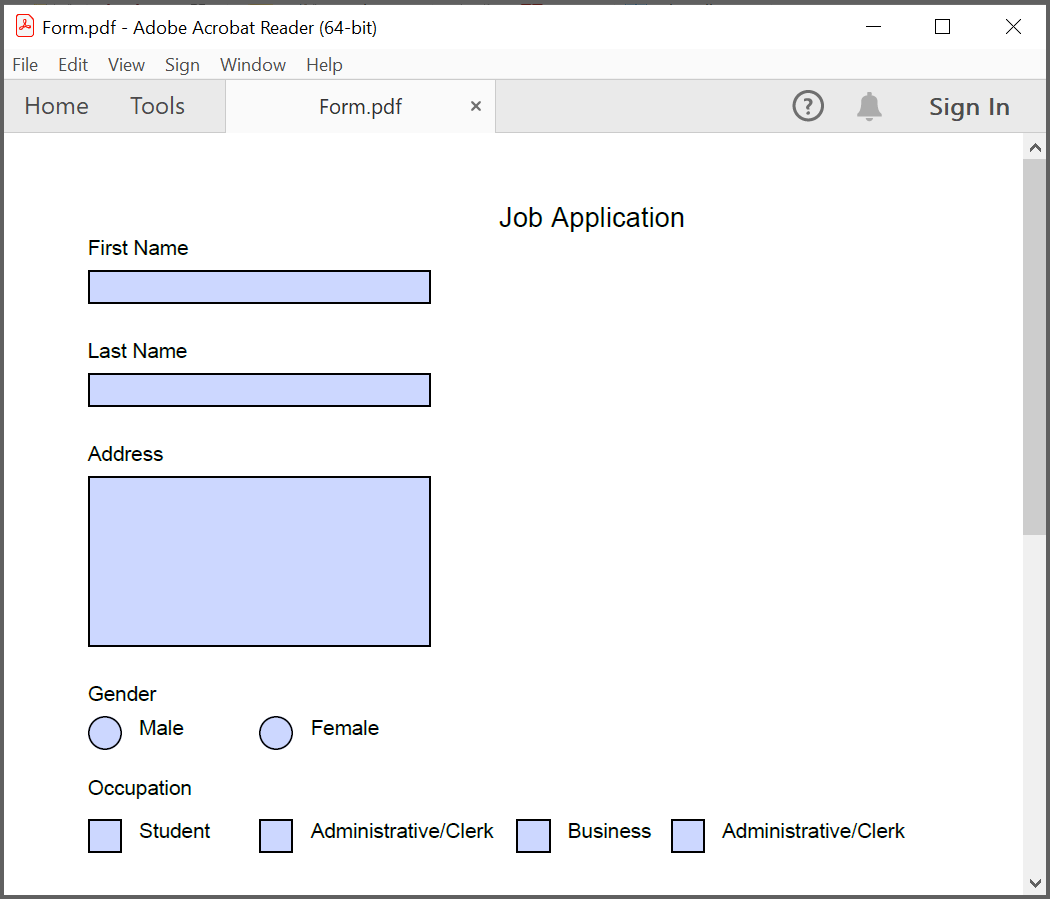 Form.pdf - Adobe Acrobat Reader (64-bit)
File Edit View Sign Window Help
Home Tools Form.pdf × ? Sign In
Job Application
First Name
Last Name
Address
Gender
Male Female
Occupation
Student Administrative/Clerk Business Administrative/Clerk